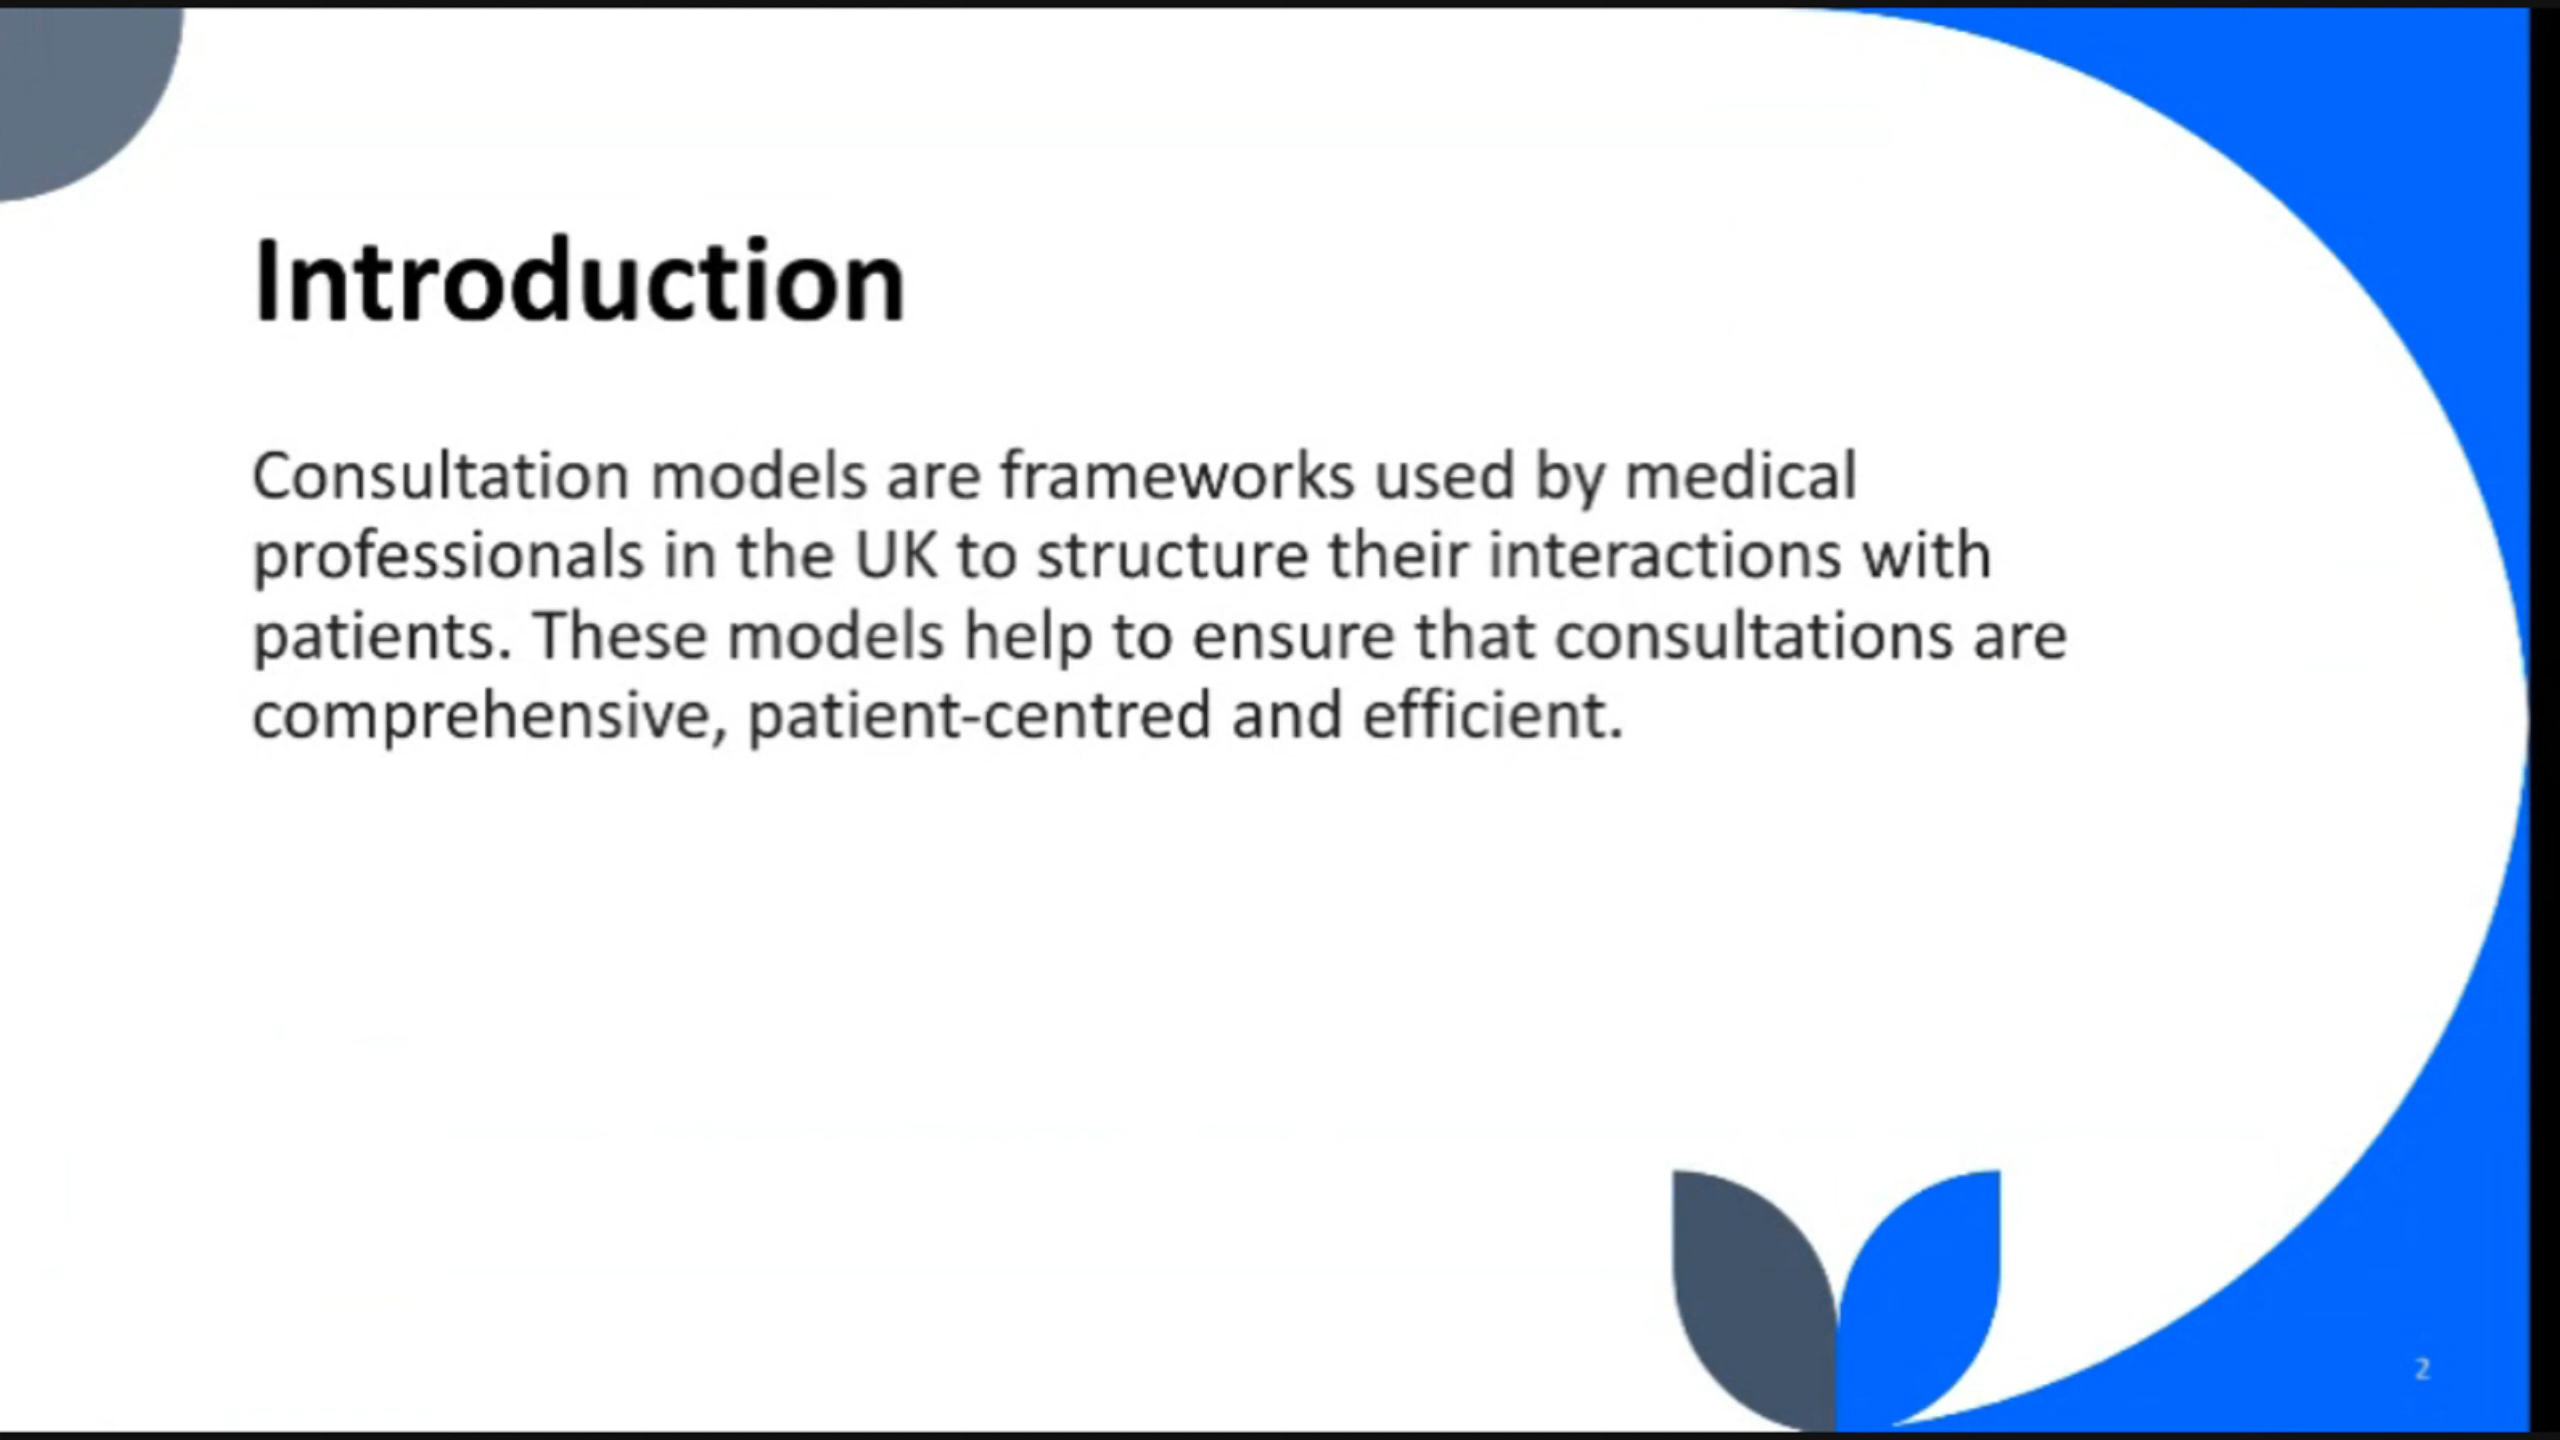 Introduction
Consultation models are frameworks used by medical
professionals in the UK to structure their interactions with
patients. These models help to ensure that consultations are
comprehensive, patient-centred and efficient.
2